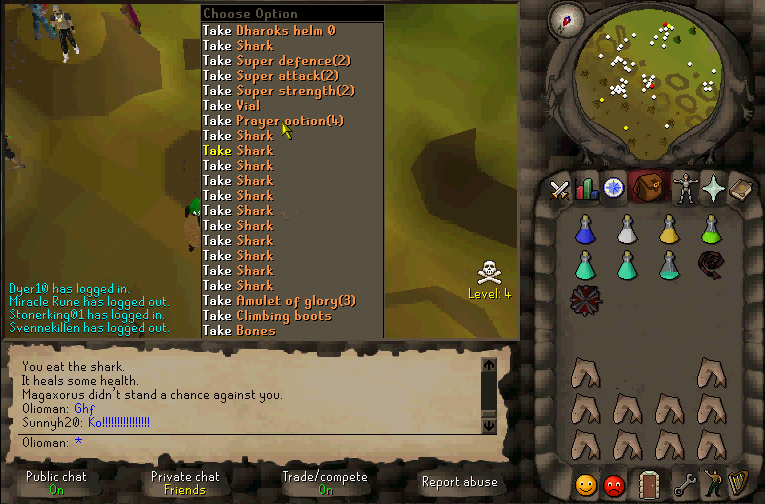 Choose Option
Take Dharoks helm 0
Take Shark
Take Super defence(2)
Take Super attack(2)
Take Super strength(2)
Take Vial
Take Prayer potion(4)
Take Shark
Take Shark
Take Shark
Take Shark
Take Shark
Take Shark
Take Shark
Take Shark
Take Shark
Take Shark
Take Shark
Take Amulet of glory(3)
Take Climbing boots
Take Bones
Level: 4
Dyer10 has logged in.
Miracle Rune has logged out.
Stonerking01 has logged in.
Svennekillen has logged out.
You eat the shark.
It heals some health.
Magaxorus didn't stand a chance against you.
Olioman: Ghf
Sunnyh20: Ko!!!!!!!!!!!!!!!!
Olioman: *
Public chat
On
Private chat
Friends
Trade/compete
On
Report abuse